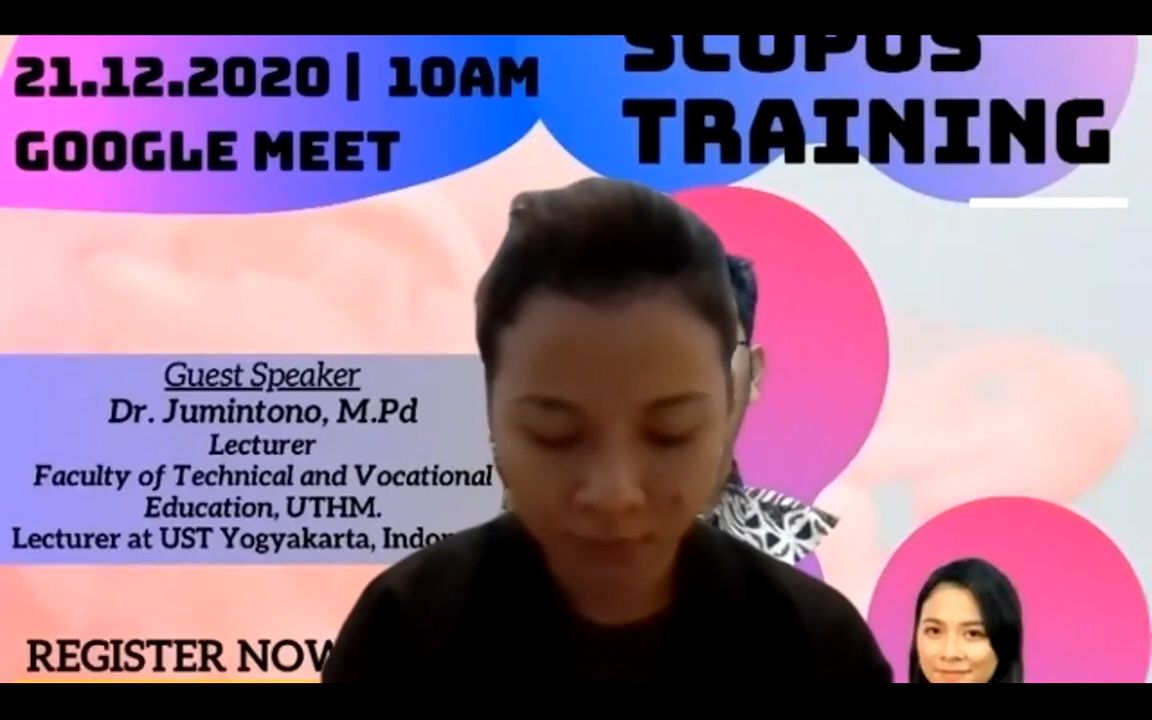 21.12.2020 | 10AM
GOOGLE MEET
SCOPUS
TRAINING
Guest Speaker
Dr. Jumintono, M.Pd
Lecturer
Faculty of Technical and Vocational
Education, UTHM.
Lecturer at UST Yogyakarta,
REGISTER NOW